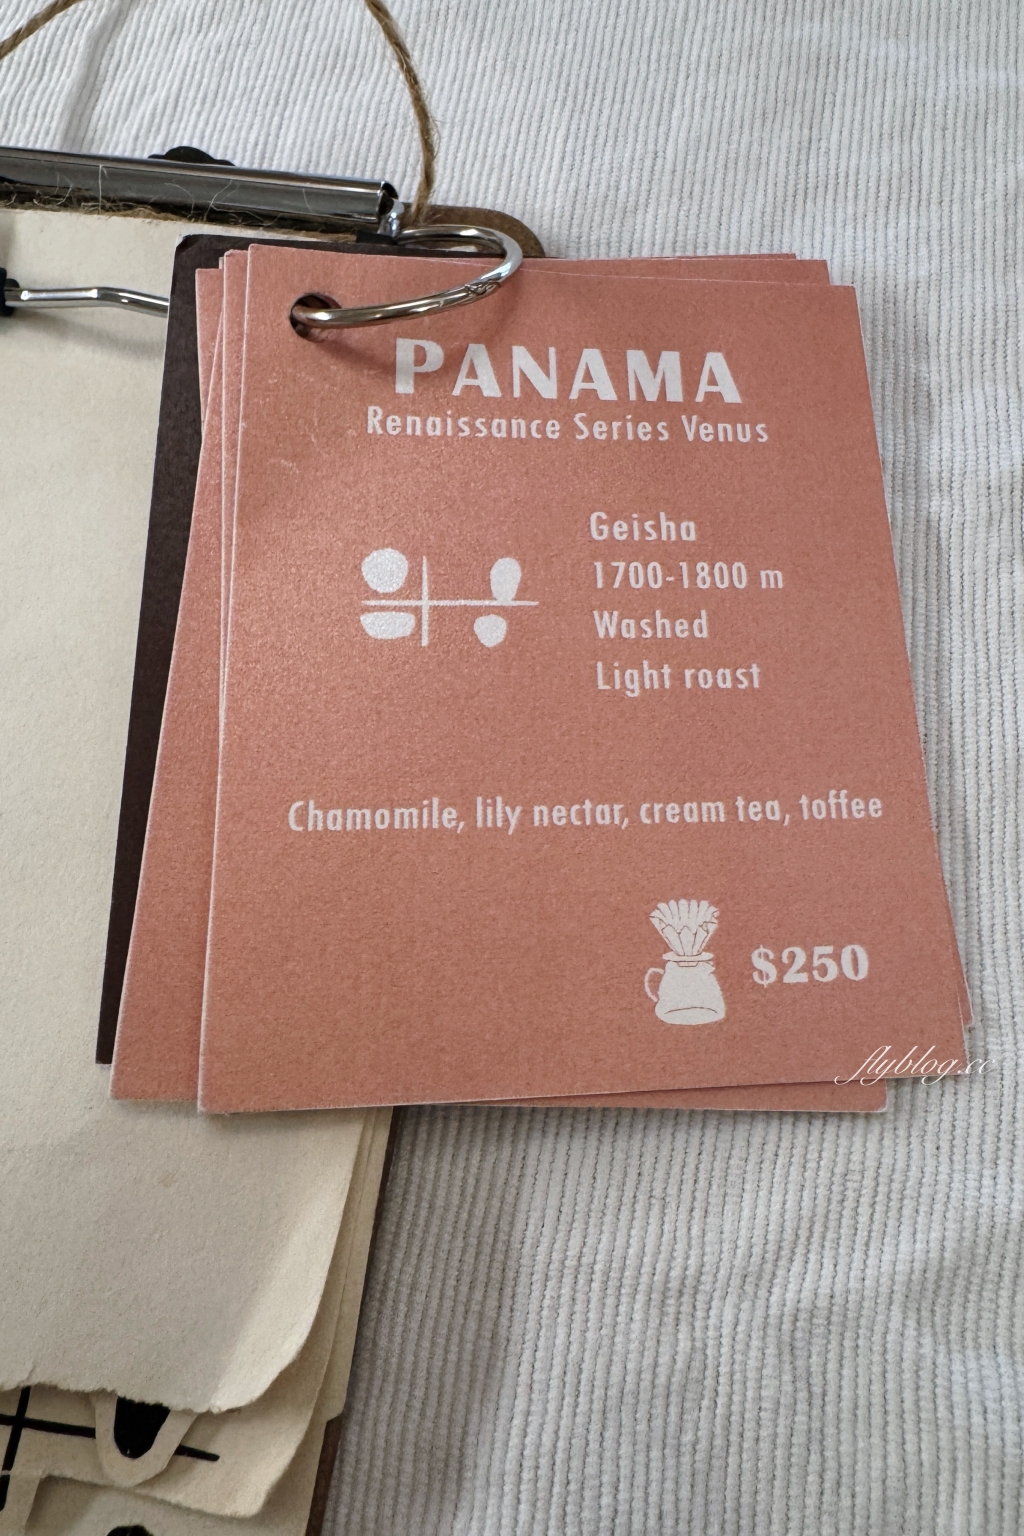 PANAMA
Renaissance Series Venus
Geisha
1700-1800 m
Washed
Light roast
Chamomile, lily nectar, cream tea, toffee
$250
flyblog.cc